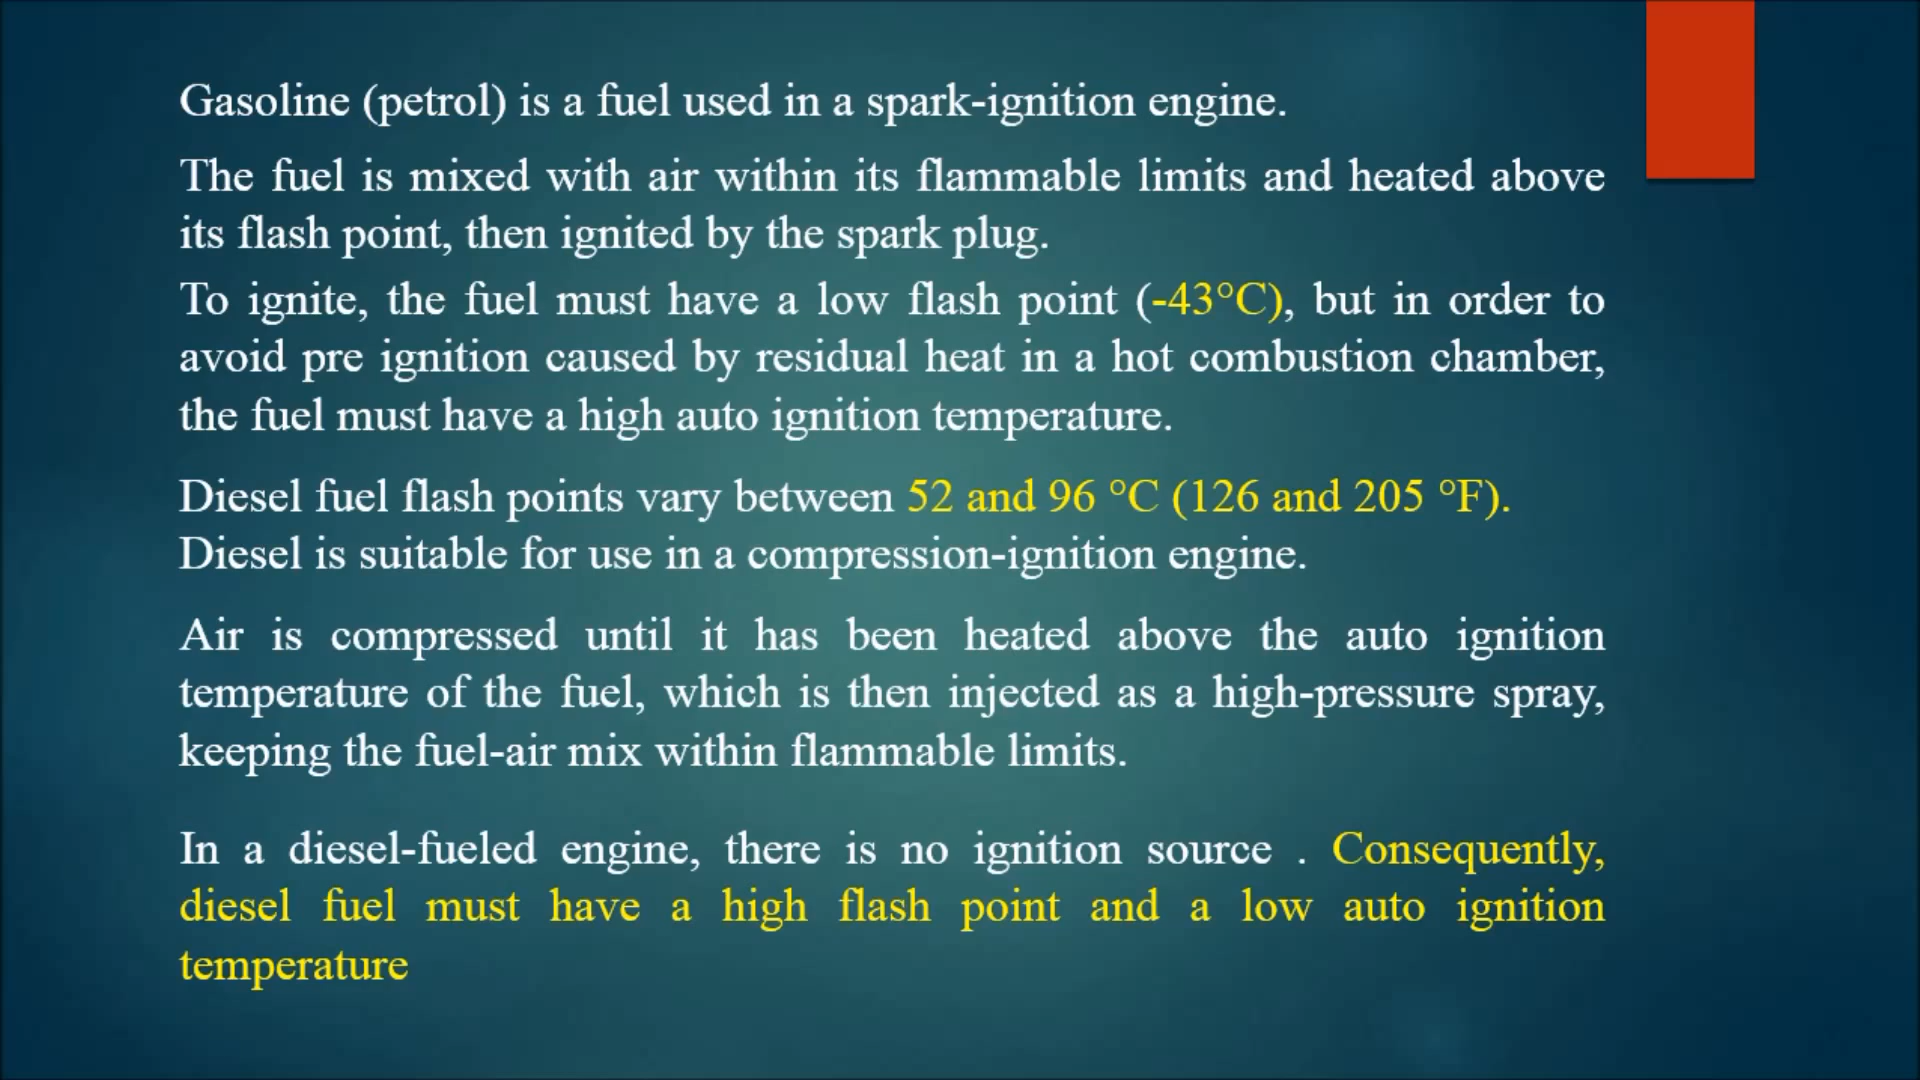 Gasoline (petrol) is a fuel used in a spark-ignition engine.
The fuel is mixed with air within its flammable limits and heated above
its flash point, then ignited by the spark plug.
To ignite, the fuel must have a low flash point (-43°C), but in order to
avoid pre ignition caused by residual heat in a hot combustion chamber,
the fuel must have a high auto ignition temperature.
Diesel fuel flash points vary between 52 and 96 °C (126 and 205 °F).
Diesel is suitable for use in a compression-ignition engine.
Air is compressed until it has been heated above the auto ignition
temperature of the fuel, which is then injected as a high-pressure spray,
keeping the fuel-air mix within flammable limits.
In a diesel-fueled engine, there is no ignition source . Consequently,
diesel fuel must have a high flash point and a low auto ignition
temperature